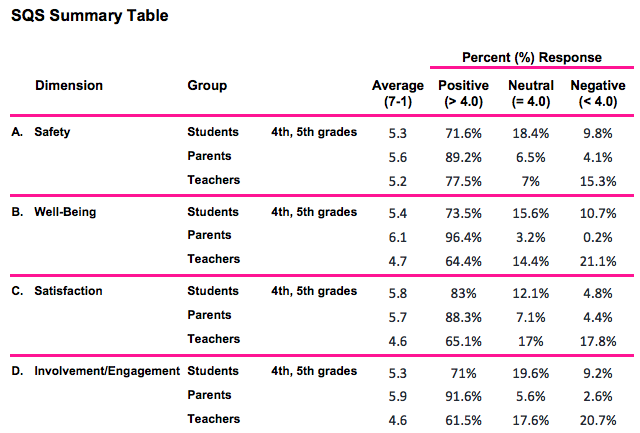 SQS Summary Table
Percent (%) Response
Dimension Group Average Positive Neutral Negative
(7-1) (> 4.0) (= 4.0) (< 4.0)
A. Safety Students 4th, 5th grades 5.3 71.6% 18.4% 9.8%
Parents 5.6 89.2% 6.5% 4.1%
Teachers 5.2 77.5% 7% 15.3%
B. Well-Being Students 4th, 5th grades 5.4 73.5% 15.6% 10.7%
Parents 6.1 96.4% 3.2% 0.2%
Teachers 4.7 64.4% 14.4% 21.1%
C. Satisfaction Students 4th, 5th grades 5.8 83% 12.1% 4.8%
Parents 5.7 88.3% 7.1% 4.4%
Teachers 4.6 65.1% 17% 17.8%
D. Involvement/Engagement Students 4th, 5th grades 5.3 71% 19.6% 9.2%
Parents 5.9 91.6% 5.6% 2.6%
Teachers 4.6 61.5% 17.6% 20.7%